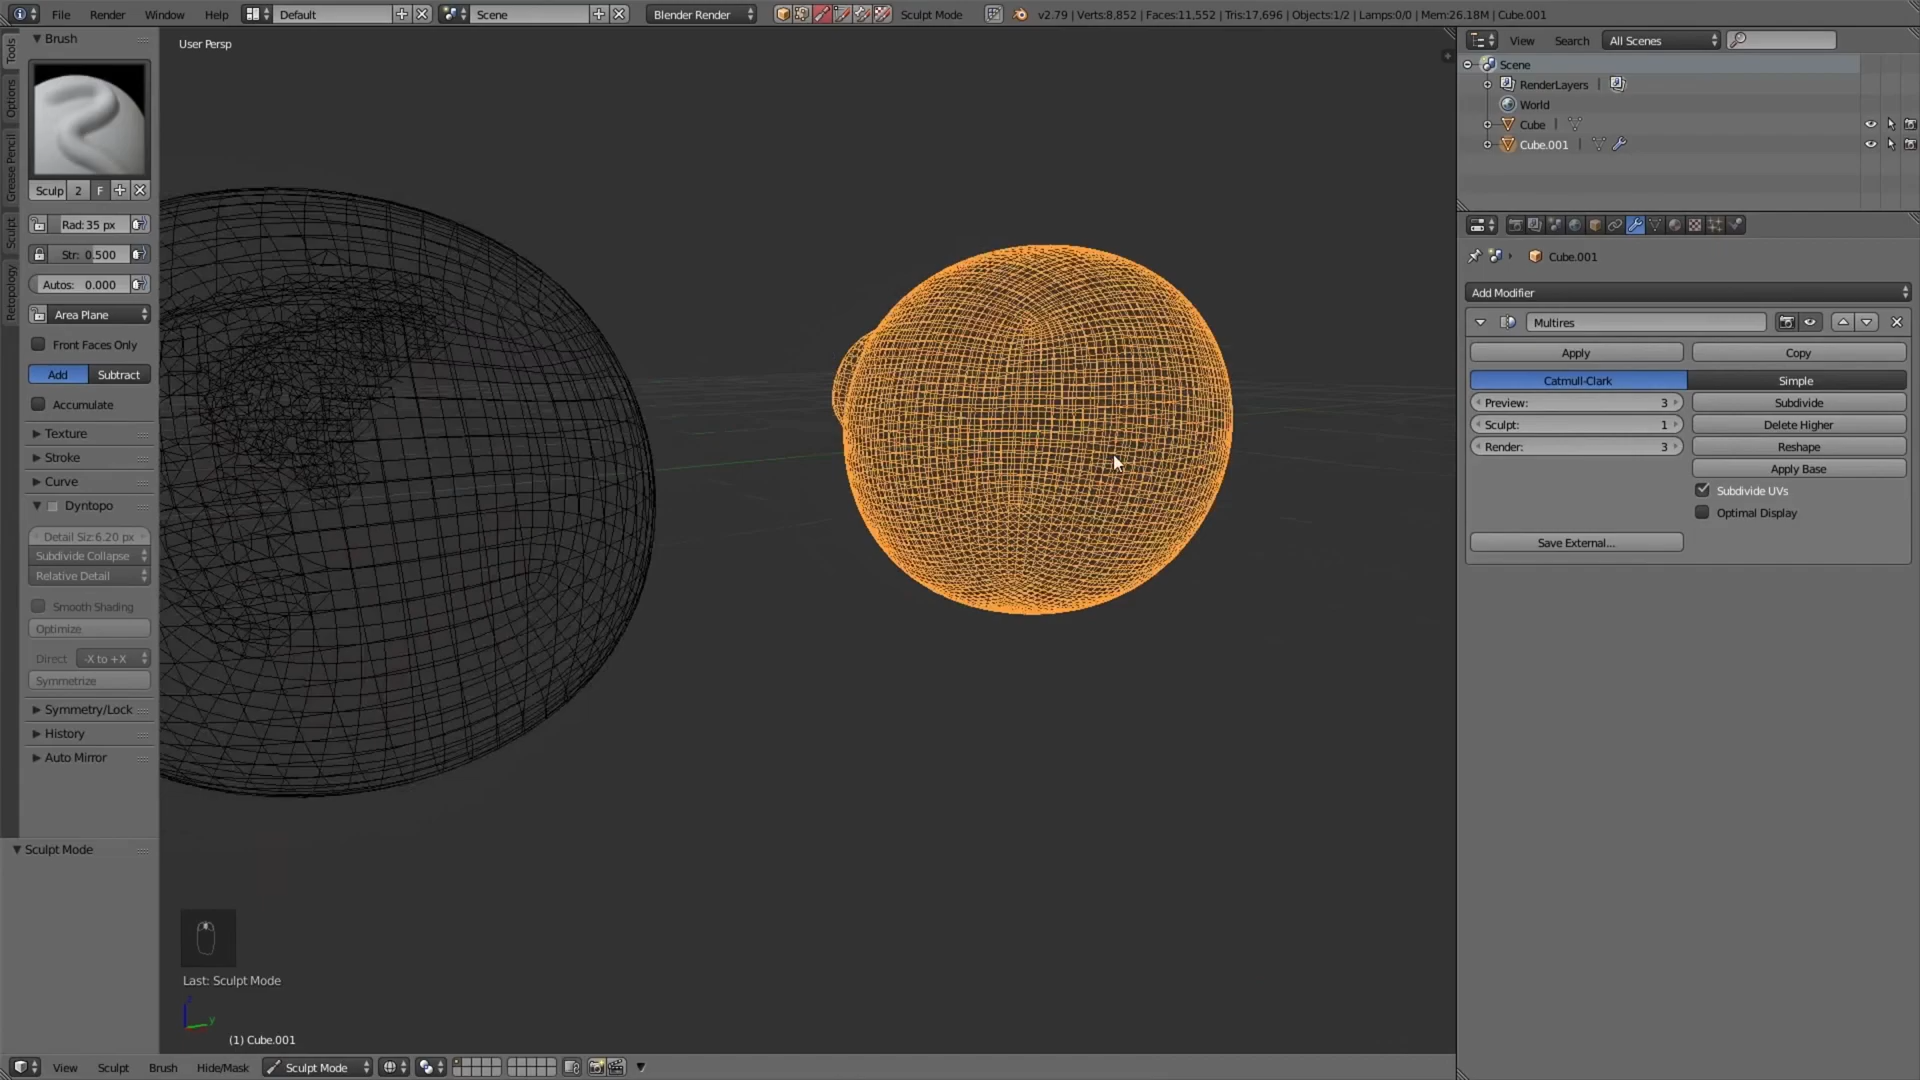 File Render Window Help Default Scene Blender Render Sculpt Mode v2.79 | Verts:8,852 | Faces:11,552 | Tris:17,696 | Objects:1/2 | Lamps:0/0 | Mem:26.18M | Cube.001
Tools
Options
Grease Pencil
Sculpt
Retopology
Brush
Sculp 2 F
Rad: 35 px
Str: 0.500
Autos: 0.000
Area Plane
Front Faces Only
Add Subtract
Accumulate
Texture
Stroke
Curve
Dyntopo
Detail Siz:6.20 px
Subdivide Collapse
Relative Detail
Smooth Shading
Optimize
Direct -X to +X
Symmetrize
Symmetry/Lock
History
Auto Mirror
Sculpt Mode
User Persp
Last: Sculpt Mode
z
y
(1) Cube.001
View Sculpt Brush Hide/Mask Sculpt Mode
View Search All Scenes
Scene
RenderLayers |
World
Cube |
Cube.001 |
Cube.001
Add Modifier
Multires
Apply Copy
Catmull-Clark Simple
Preview: 3 Subdivide
Sculpt: 1 Delete Higher
Render: 3 Reshape
Apply Base
Subdivide UVs
Optimal Display
Save External...